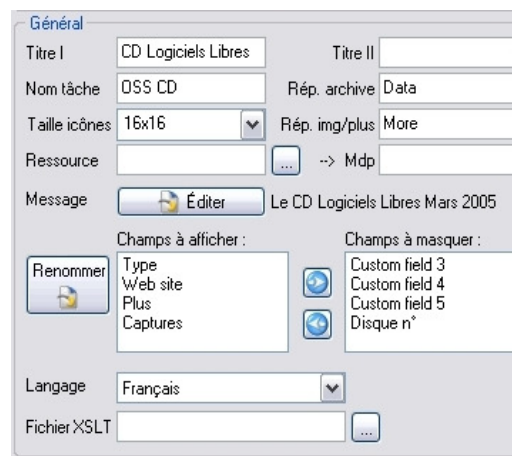 Général
Titre I CD Logiciels Libres Titre II
Nom tâche OSS CD Rép. archive Data
Taille icônes 16x16 Rép. img/plus More
Ressource ... --> Mdp
Message Éditer Le CD Logiciels Libres Mars 2005
Champs à afficher : Champs à masquer :
Renommer
Type
Web site
Plus
Captures
Custom field 3
Custom field 4
Custom field 5
Disque n°
Langage Français
Fichier XSLT ...